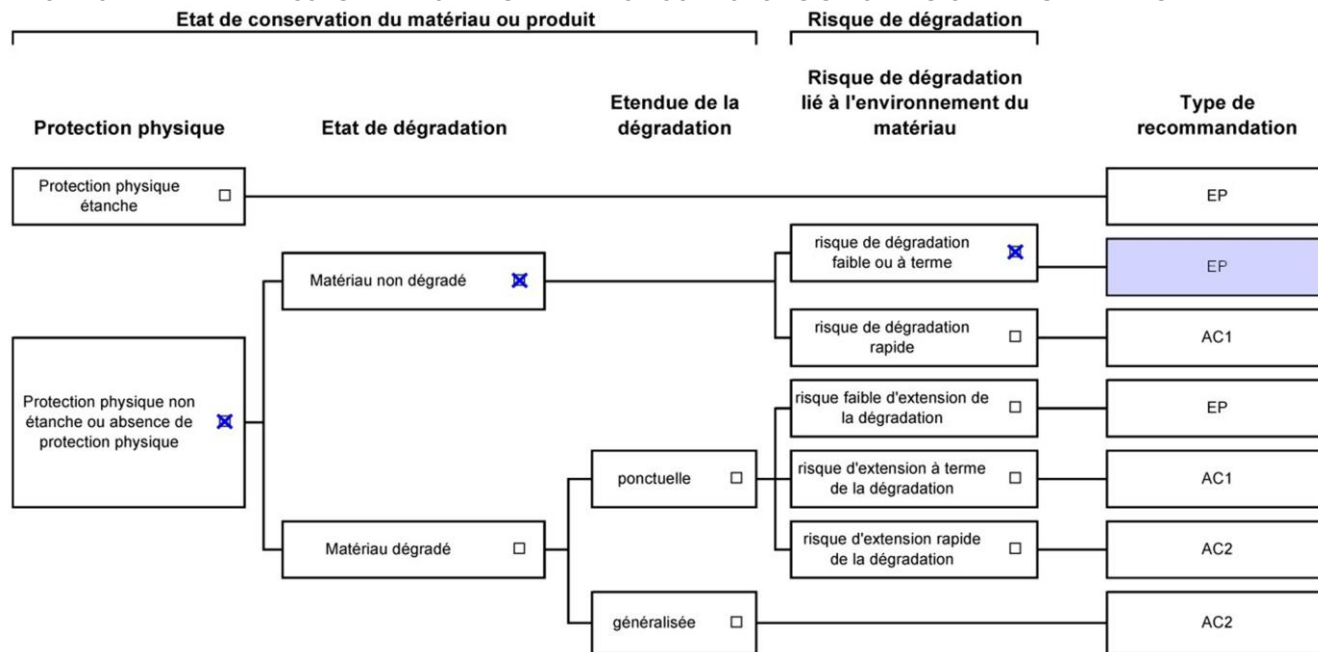 Etat de conservation du matériau ou produit
Risque de dégradation
Protection physique
Etat de dégradation
Etendue de la
dégradation
Risque de dégradation
lié à l'environnement du
matériau
Type de
recommandation
Protection physique
étanche
EP
risque de dégradation
faible ou à terme
EP
Matériau non dégradé
risque de dégradation
rapide
AC1
Protection physique non
étanche ou absence de
protection physique
risque faible d'extension de
la dégradation
EP
ponctuelle
risque d'extension à terme
de la dégradation
AC1
Matériau dégradé
risque d'extension rapide
de la dégradation
AC2
généralisée
AC2